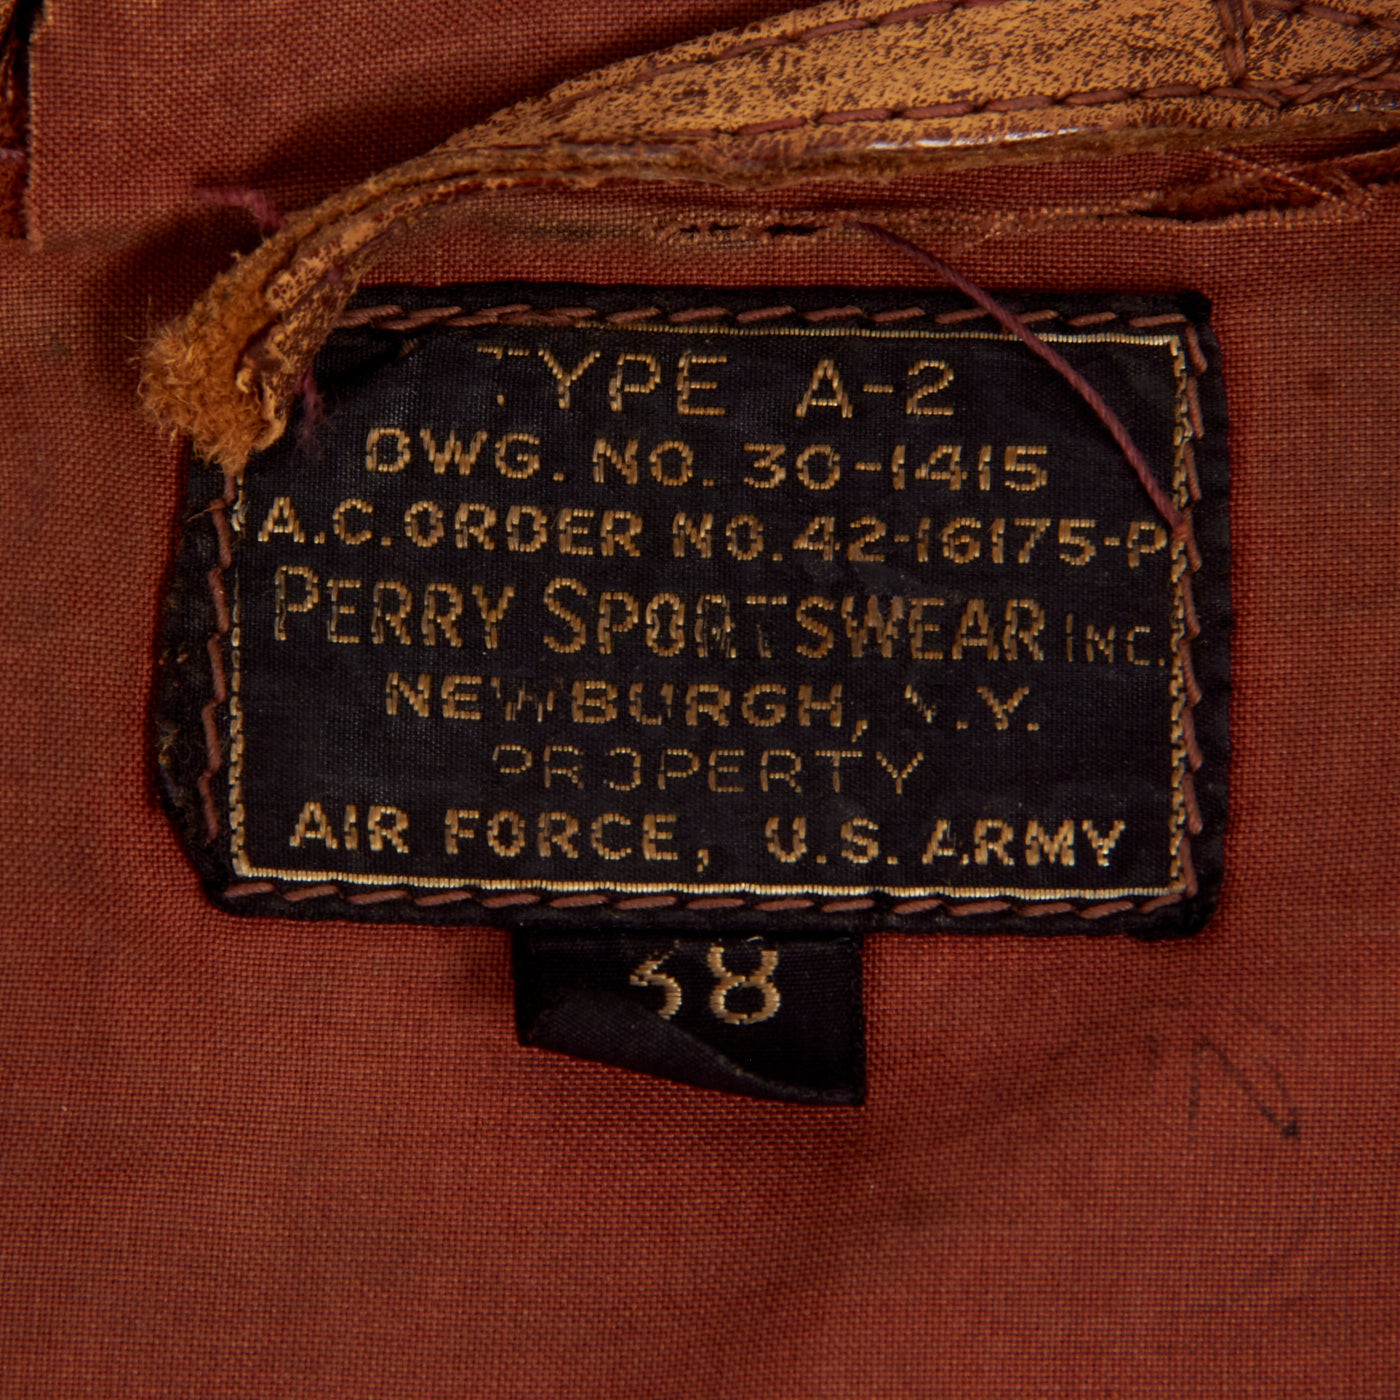 TYPE A-2
DWG. NO. 30-1415
A.C. ORDER NO. 42-16175-P
PERRY SPORTSWEAR INC.
NEWBURGH, N.Y.
PROPERTY
AIR FORCE, U.S. ARMY
38